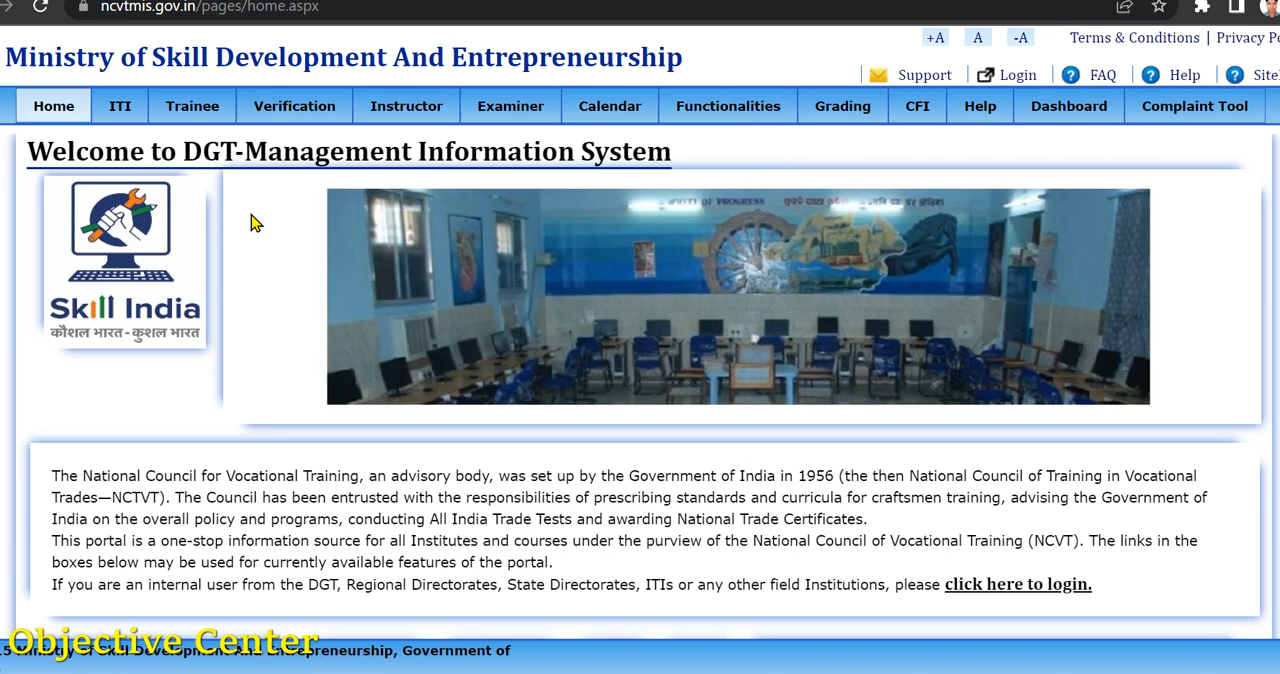 ncvtmis.gov.in/pages/home.aspx
+A A -A Terms & Conditions | Privacy
Ministry of Skill Development And Entrepreneurship
Support Login FAQ Help
Home ITI Trainee Verification Instructor Examiner Calendar Functionalities Grading CFI Help Dashboard Complaint Tool
Welcome to DGT-Management Information System
WHEEL OF PROGRESS
Skill India
कौशल भारत - कुशल भारत
The National Council for Vocational Training, an advisory body, was set up by the Government of India in 1956 (the then National Council of Training in Vocational
Trades—NCTVT). The Council has been entrusted with the responsibilities of prescribing standards and curricula for craftsmen training, advising the Government of
India on the overall policy and programs, conducting All India Trade Tests and awarding National Trade Certificates.
This portal is a one-stop information source for all Institutes and courses under the purview of the National Council of Vocational Training (NCVT). The links in the
boxes below may be used for currently available features of the portal.
If you are an internal user from the DGT, Regional Directorates, State Directorates, ITIs or any other field Institutions, please click here to login.
Objective Center
Ministry of Skill Development And Entrepreneurship, Government of